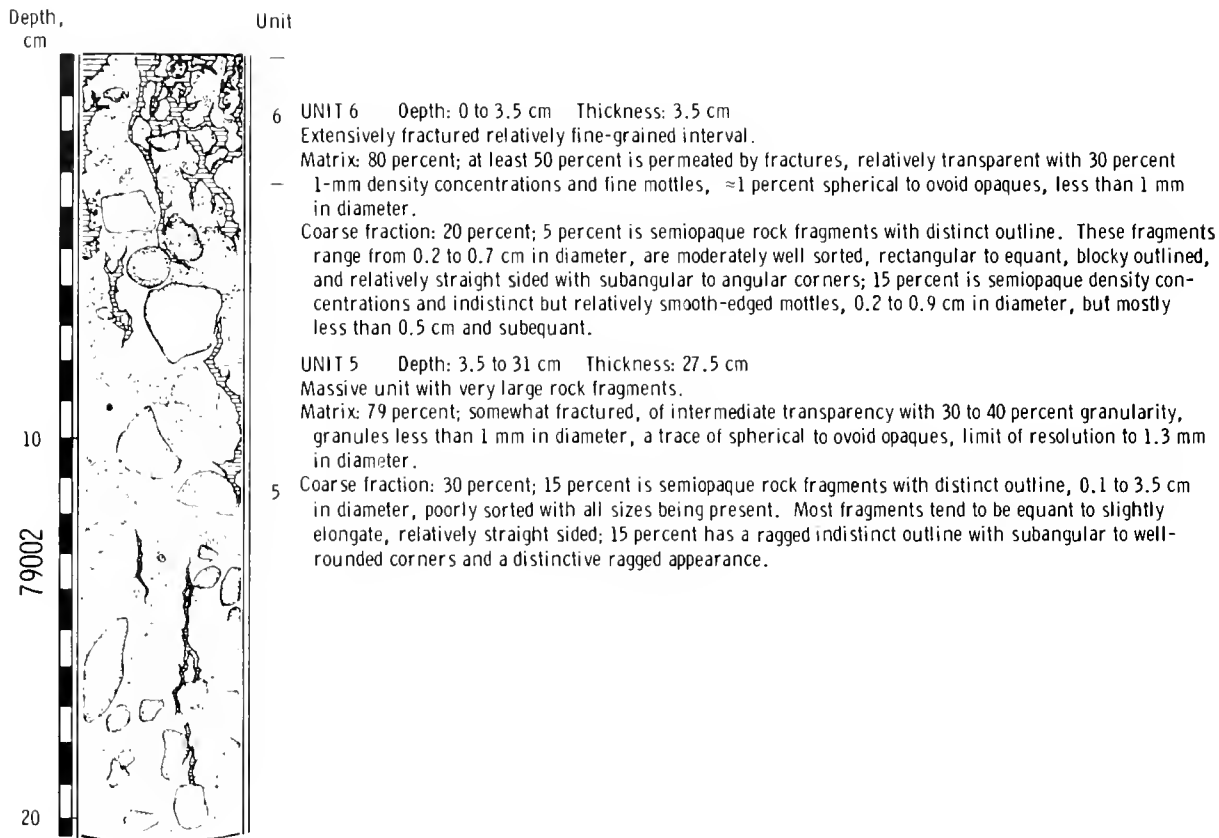 Depth,
cm
Unit
6
UNIT 6 Depth: 0 to 3.5 cm Thickness: 3.5 cm
Extensively fractured relatively fine-grained interval.
Matrix: 80 percent; at least 50 percent is permeated by fractures, relatively transparent with 30 percent
1-mm density concentrations and fine mottles, ≈1 percent spherical to ovoid opaques, less than 1 mm
in diameter.
Coarse fraction: 20 percent; 5 percent is semiopaque rock fragments with distinct outline. These fragments
range from 0.2 to 0.7 cm in diameter, are moderately well sorted, rectangular to equant, blocky outlined,
and relatively straight sided with subangular to angular corners; 15 percent is semiopaque density con-
centrations and indistinct but relatively smooth-edged mottles, 0.2 to 0.9 cm in diameter, but mostly
less than 0.5 cm and subequant.
UNIT 5 Depth: 3.5 to 31 cm Thickness: 27.5 cm
Massive unit with very large rock fragments.
Matrix: 79 percent; somewhat fractured, of intermediate transparency with 30 to 40 percent granularity,
granules less than 1 mm in diameter, a trace of spherical to ovoid opaques, limit of resolution to 1.3 mm
in diameter.
10
5
Coarse fraction: 30 percent; 15 percent is semiopaque rock fragments with distinct outline, 0.1 to 3.5 cm
in diameter, poorly sorted with all sizes being present. Most fragments tend to be equant to slightly
elongate, relatively straight sided; 15 percent has a ragged indistinct outline with subangular to well-
rounded corners and a distinctive ragged appearance.
79002
20